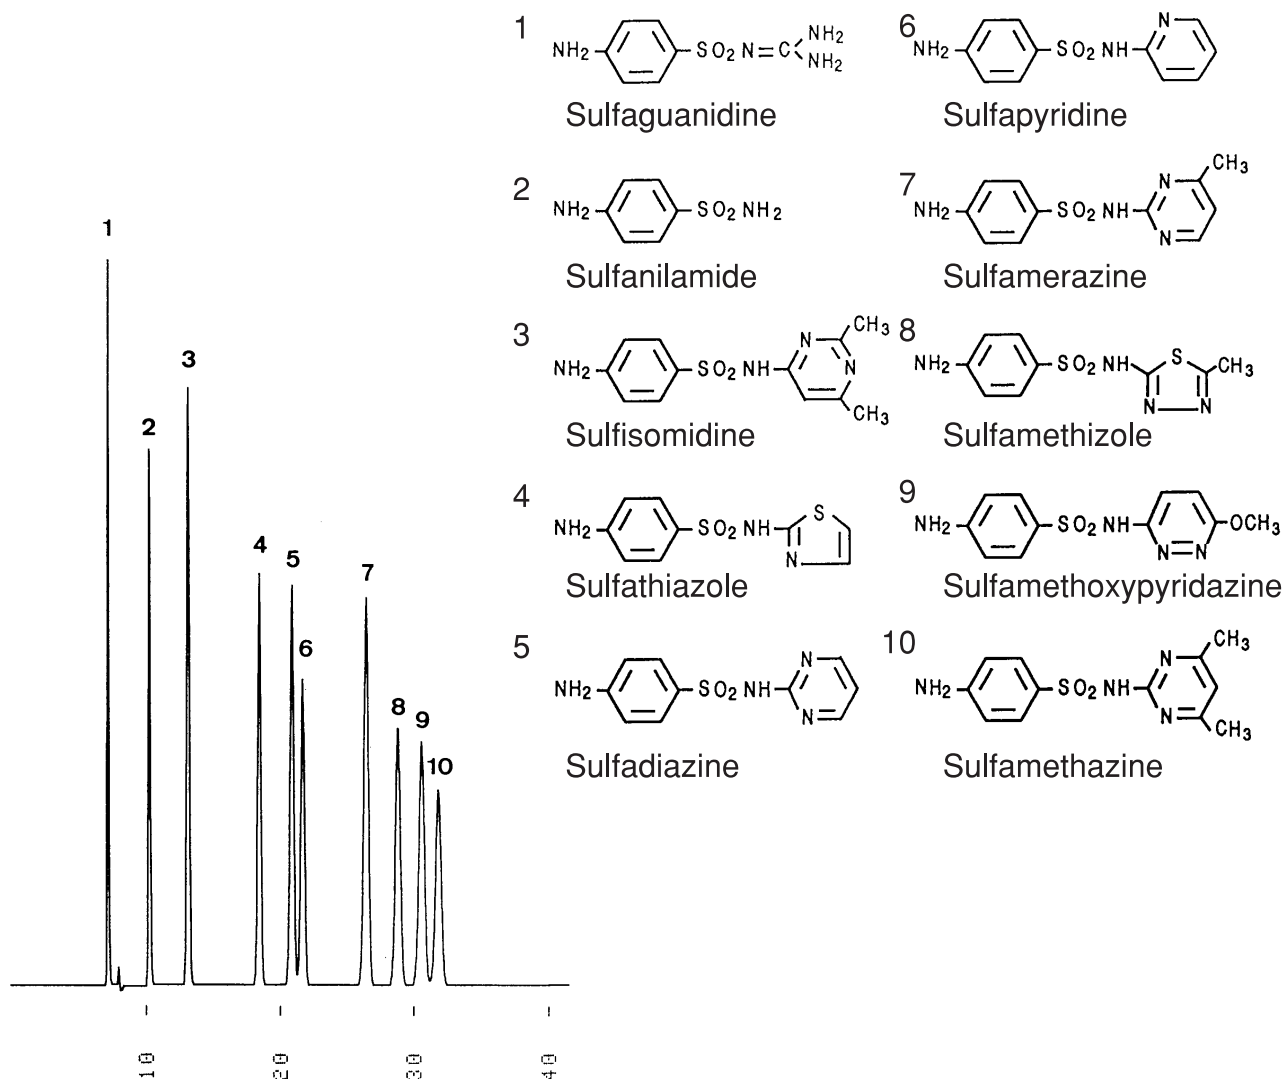 1
2
3
4
5
6
7
8
9
10
10
20
30
40
1
NH2 SO2 N=C NH2
NH2
Sulfaguanidine
2
NH2 SO2 NH2
Sulfanilamide
3
NH2 SO2 NH N N CH3
CH3
Sulfisomidine
4
NH2 SO2 NH S
N
Sulfathiazole
5
NH2 SO2 NH N
N
Sulfadiazine
6
NH2 SO2 NH N
Sulfapyridine
7
NH2 SO2 NH N CH3
N
Sulfamerazine
8
NH2 SO2 NH S CH3
N N
Sulfamethizole
9
NH2 SO2 NH OCH3
N=N
Sulfamethoxypyridazine
10
NH2 SO2 NH N CH3
N CH3
Sulfamethazine